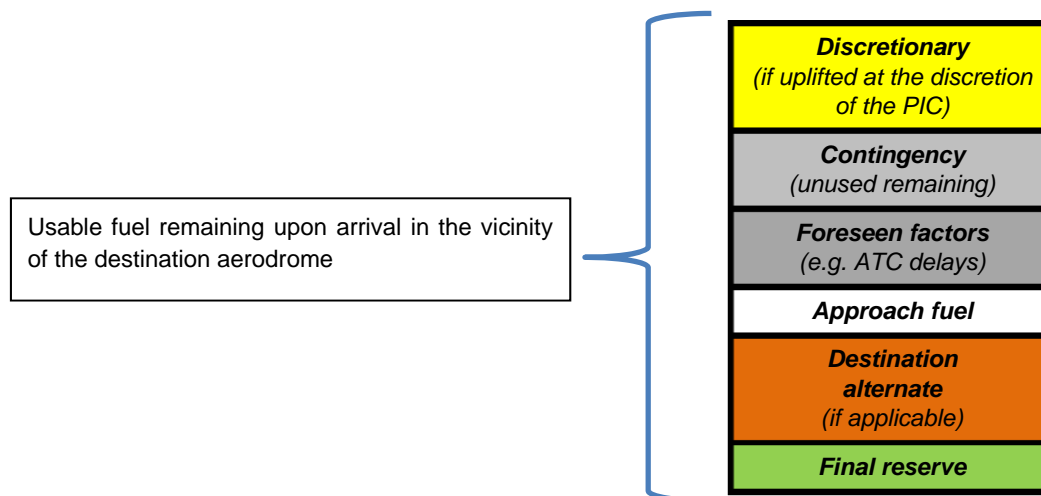 Usable fuel remaining upon arrival in the vicinity
of the destination aerodrome
Discretionary
(if uplifted at the discretion
of the PIC)
Contingency
(unused remaining)
Foreseen factors
(e.g. ATC delays)
Approach fuel
Destination
alternate
(if applicable)
Final reserve